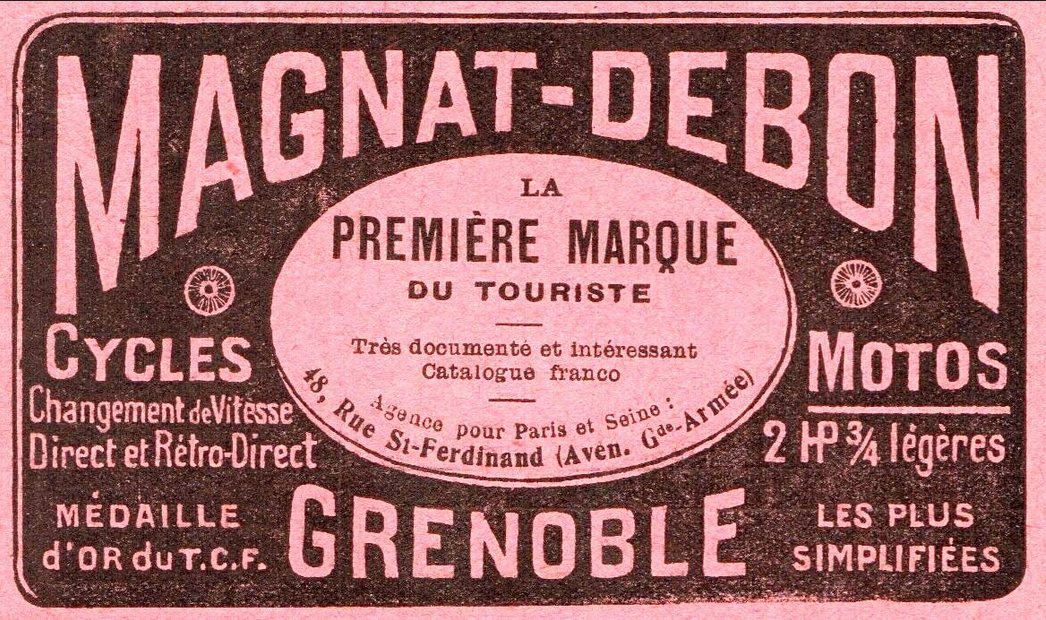 MAGNAT-DEBON
LA
PREMIÈRE MARQUE
DU TOURISTE
Très documenté et intéressant
Catalogue franco
Agence pour Paris et Seine :
48, Rue St-Ferdinand (Aven. Gde-Armée)
CYCLES
Changement de Vitesse
Direct et Rétro-Direct
MÉDAILLE
d'OR du T.C.F.
GRENOBLE
MOTOS
2 HP 3/4 légères
LES PLUS
SIMPLIFIÉES